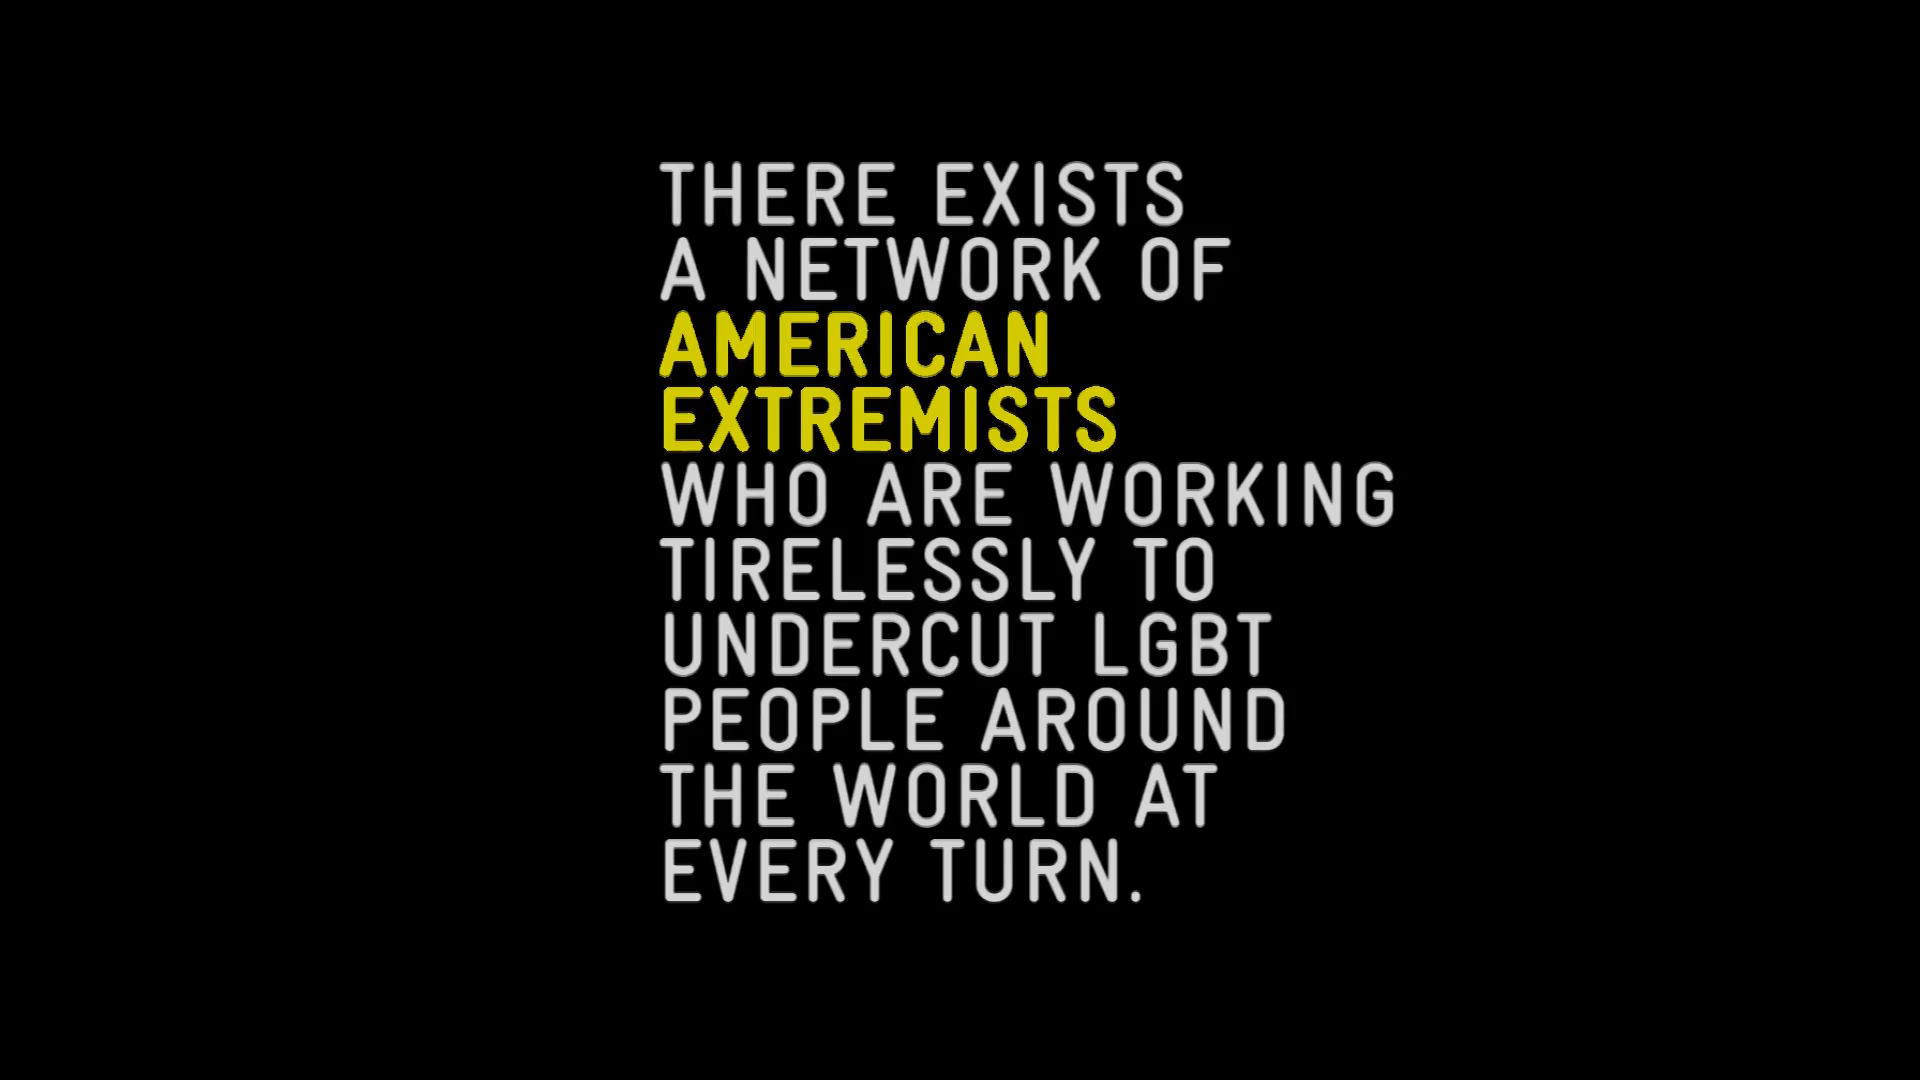 THERE EXISTS
A NETWORK OF
AMERICAN
EXTREMISTS
WHO ARE WORKING
TIRELESSLY TO
UNDERCUT LGBT
PEOPLE AROUND
THE WORLD AT
EVERY TURN.